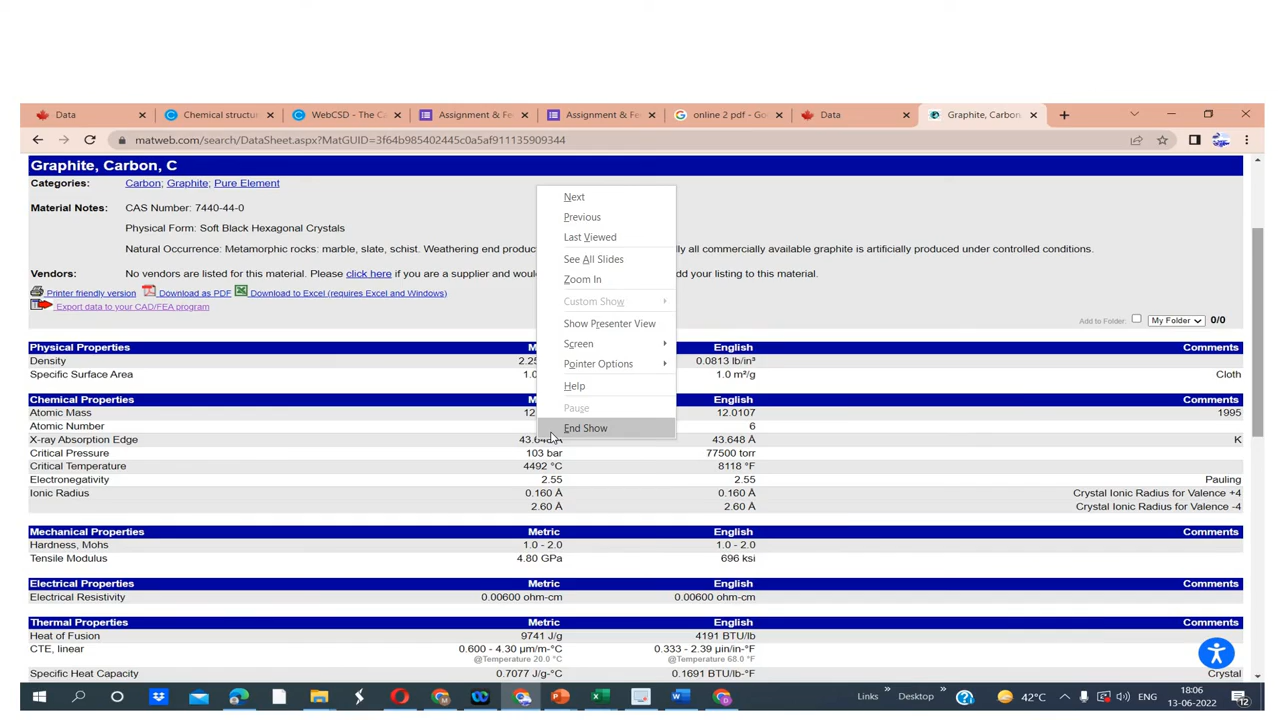 Data
Chemical structur
WebCSD - The Ca
Assignment & Fe
Assignment & Fe
online 2 pdf - Go
Data
Graphite, Carbon,
matweb.com/search/DataSheet.aspx?MatGUID=3f64b985402445c0a5af911135909344
Graphite, Carbon, C
Categories: Carbon; Graphite; Pure Element
Material Notes: CAS Number: 7440-44-0
Physical Form: Soft Black Hexagonal Crystals
Natural Occurrence: Metamorphic rocks: marble, slate, schist. Weathering end produc ly all commercially available graphite is artificially produced under controlled conditions.
Vendors: No vendors are listed for this material. Please click here if you are a supplier and wou add your listing to this material.
Printer friendly version Download as PDF Download to Excel (requires Excel and Windows)
Export data to your CAD/FEA program
Add to Folder: My Folder 0/0
Next
Previous
Last Viewed
See All Slides
Zoom In
Custom Show
Show Presenter View
Screen
Pointer Options
Help
Pause
End Show
Physical Properties M English Comments
Density 2.25 0.0813 lb/in³
Specific Surface Area 1.0 1.0 m²/g Cloth
Chemical Properties M English Comments
Atomic Mass 12. 12.0107 1995
Atomic Number 6
X-ray Absorption Edge 43.648 Å 43.648 Å K
Critical Pressure 103 bar 77500 torr
Critical Temperature 4492 °C 8118 °F
Electronegativity 2.55 2.55 Pauling
Ionic Radius 0.160 Å 0.160 Å Crystal Ionic Radius for Valence +4
2.60 Å 2.60 Å Crystal Ionic Radius for Valence -4
Mechanical Properties Metric English Comments
Hardness, Mohs 1.0 - 2.0 1.0 - 2.0
Tensile Modulus 4.80 GPa 696 ksi
Electrical Properties Metric English Comments
Electrical Resistivity 0.00600 ohm-cm 0.00600 ohm-cm
Thermal Properties Metric English Comments
Heat of Fusion 9741 J/g 4191 BTU/lb
CTE, linear 0.600 - 4.30 µm/m-°C 0.333 - 2.39 µin/in-°F
@Temperature 20.0 °C @Temperature 68.0 °F
Specific Heat Capacity 0.7077 J/g-°C 0.1691 BTU/lb-°F Crystal
Links Desktop 42°C ENG 18:06
13-06-2022 12